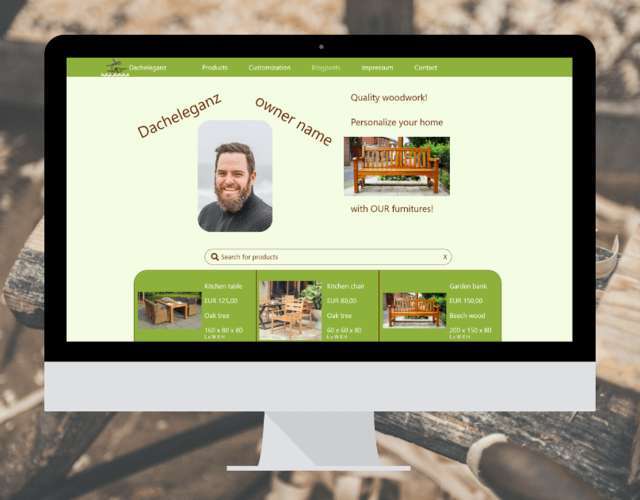 Dacheleganz Products Customization Blogposts Impressum Contact
Dacheleganz
owner name
Quality woodwork!
Personalize your home
with OUR furnitures!
Search for products X
Kitchen table
EUR 125,00
Oak tree
160 x 80 x 80
L x W x H
Kitchen chair
EUR 80,00
Oak tree
60 x 60 x 80
L x W x H
Garden bank
EUR 150,00
Beech wood
200 x 150 x 80
L x W x H